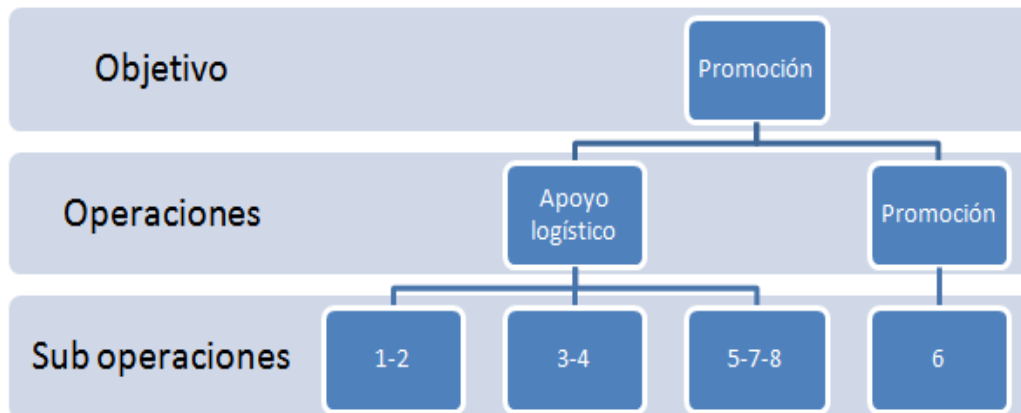 Objetivo
Promoción
Operaciones
Apoyo
logístico
Promoción
Sub operaciones
1-2
3-4
5-7-8
6